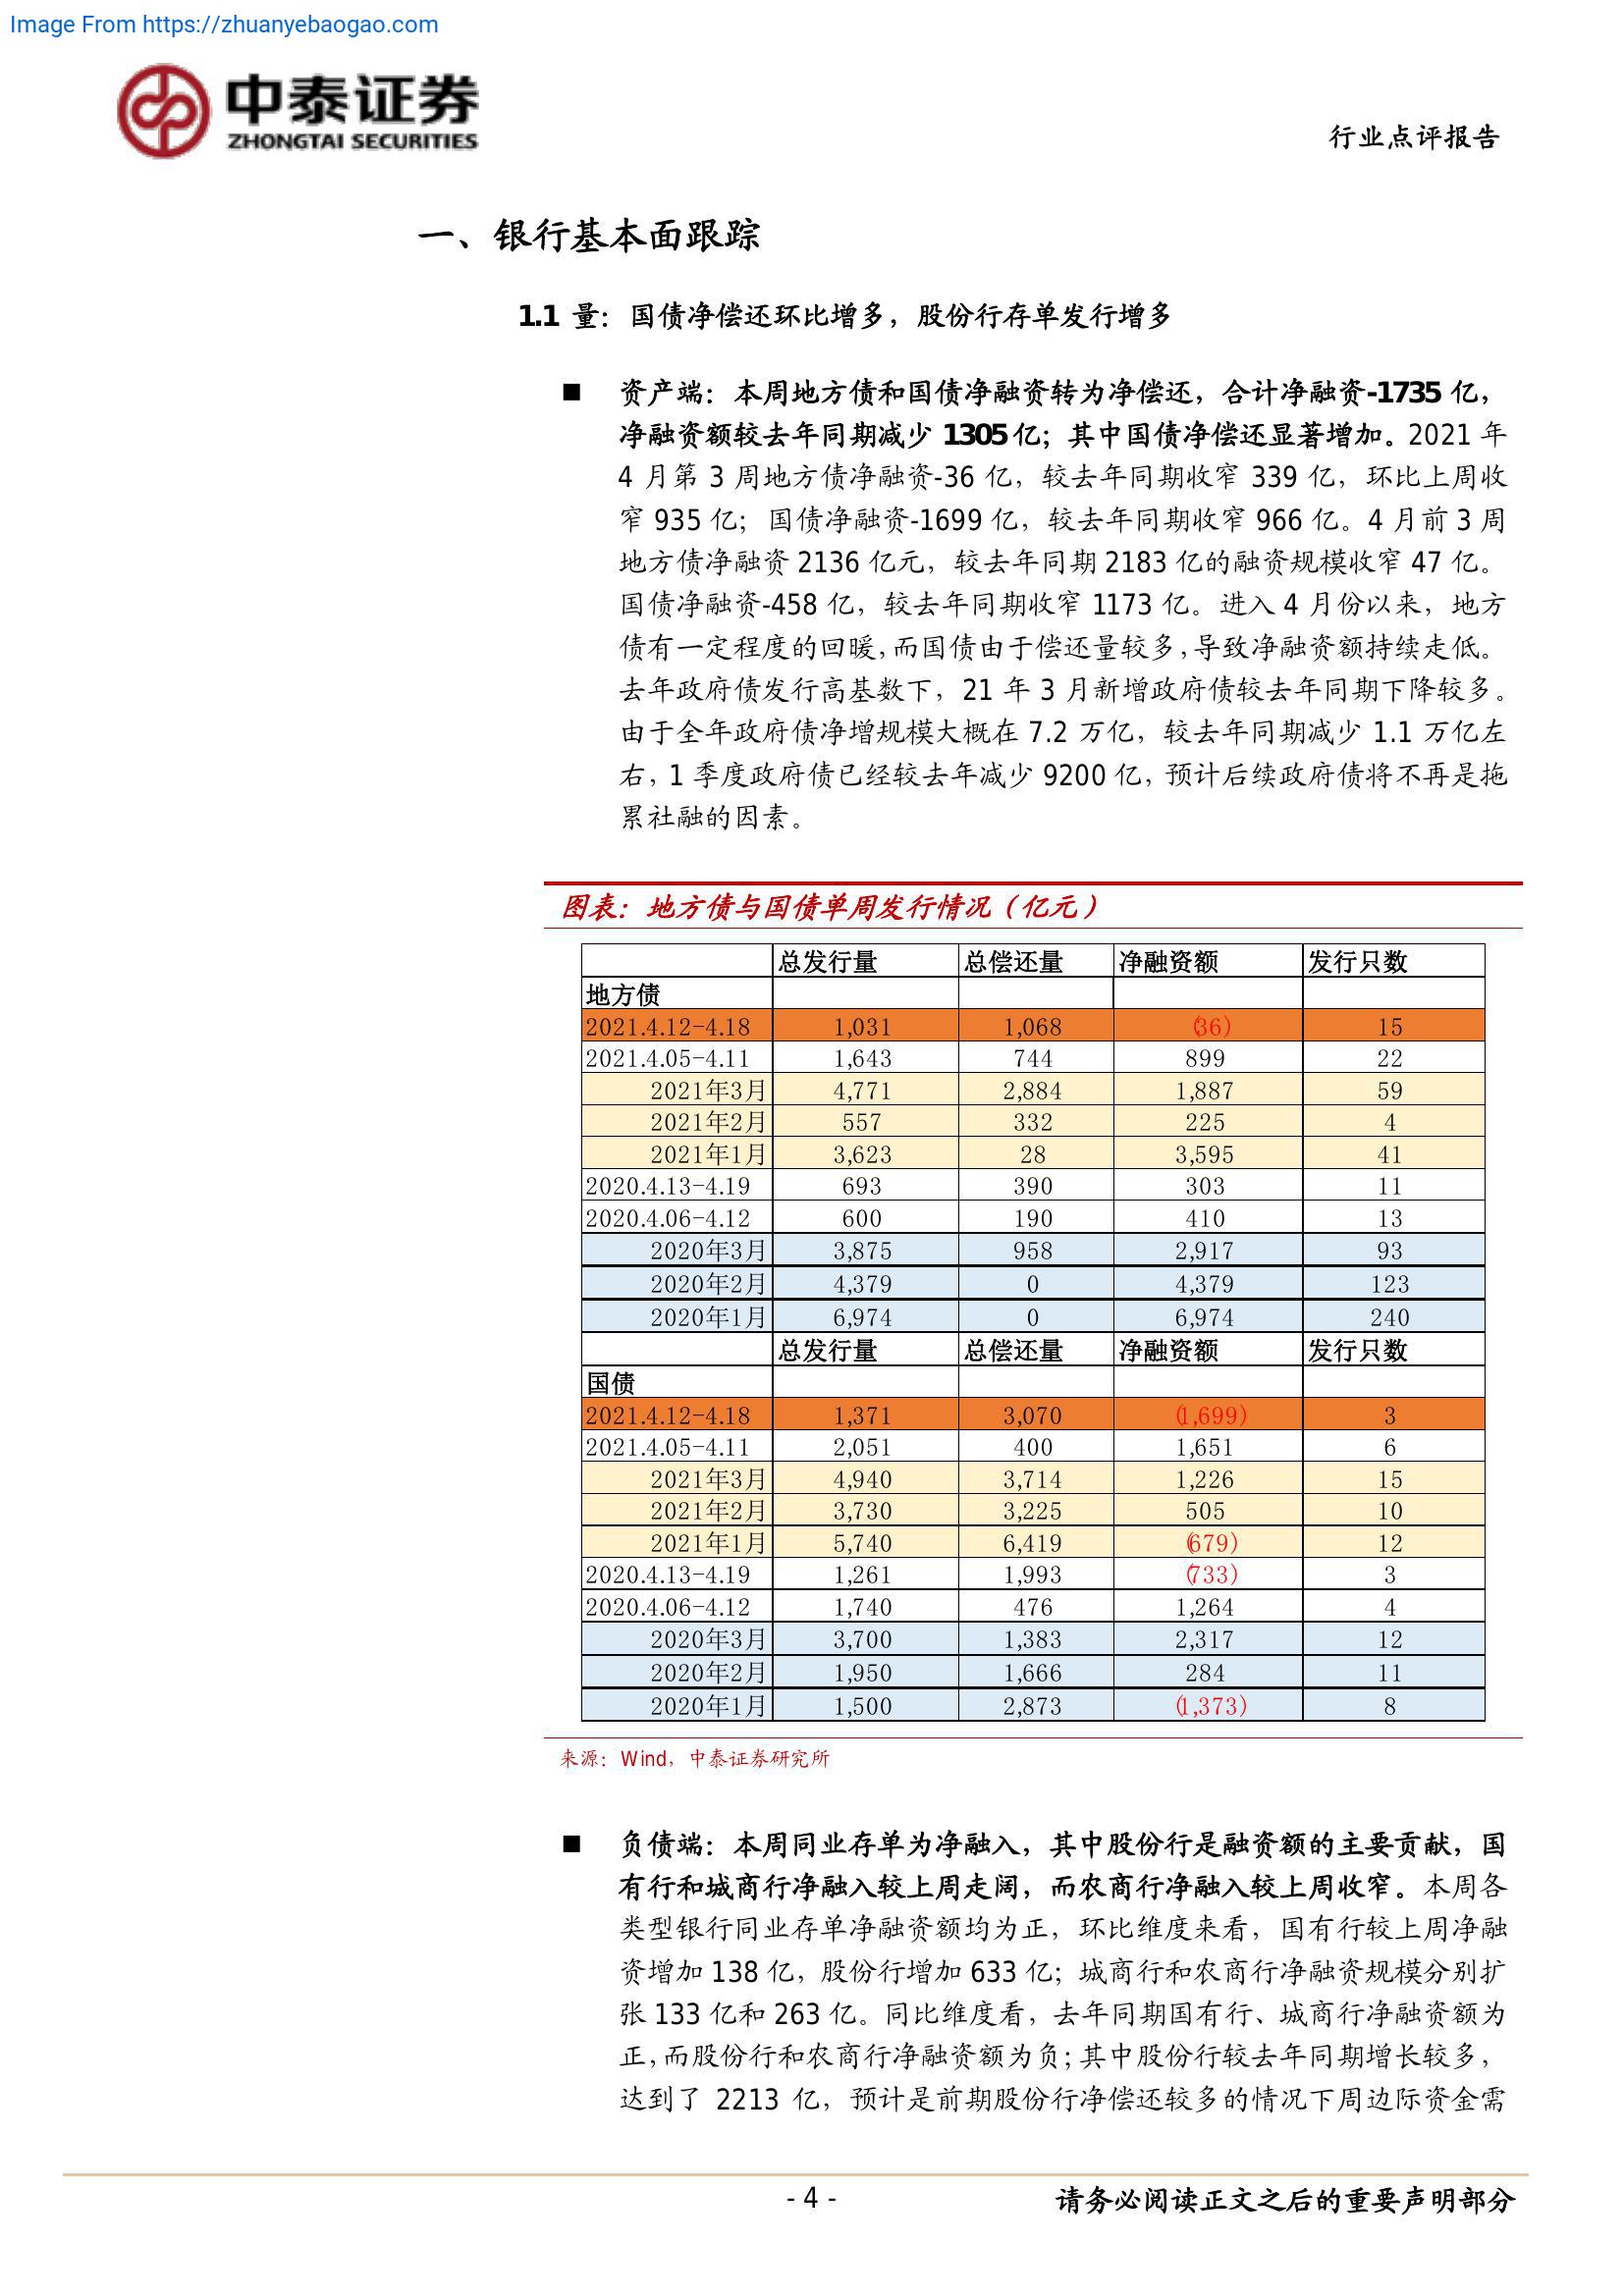 Image From https://zhuanyebaogao.com
中泰证券
ZHONGTAI SECURITIES
行业点评报告
一、银行基本面跟踪
1.1 量：国债净偿还环比增多，股份行存单发行增多
■ 资产端：本周地方债和国债净融资转为净偿还，合计净融资-1735 亿，
净融资额较去年同期减少 1305 亿；其中国债净偿还显著增加。2021 年
4 月第 3 周地方债净融资-36 亿，较去年同期收窄 339 亿，环比上周收
窄 935 亿；国债净融资-1699 亿，较去年同期收窄 966 亿。4 月前 3 周
地方债净融资 2136 亿元，较去年同期 2183 亿的融资规模收窄 47 亿。
国债净融资-458 亿，较去年同期收窄 1173 亿。进入 4 月份以来，地方
债有一定程度的回暖，而国债由于偿还量较多，导致净融资额持续走低。
去年政府债发行高基数下，21 年 3 月新增政府债较去年同期下降较多。
由于全年政府债净增规模大概在 7.2 万亿，较去年同期减少 1.1 万亿左
右，1 季度政府债已经较去年减少 9200 亿，预计后续政府债将不再是拖
累社融的因素。
图表：地方债与国债单周发行情况（亿元）
总发行量 总偿还量 净融资额 发行只数
地方债
2021.4.12-4.18 1,031 1,068 (36) 15
2021.4.05-4.11 1,643 744 899 22
2021年3月 4,771 2,884 1,887 59
2021年2月 557 332 225 4
2021年1月 3,623 28 3,595 41
2020.4.13-4.19 693 390 303 11
2020.4.06-4.12 600 190 410 13
2020年3月 3,875 958 2,917 93
2020年2月 4,379 0 4,379 123
2020年1月 6,974 0 6,974 240
总发行量 总偿还量 净融资额 发行只数
国债
2021.4.12-4.18 1,371 3,070 (1,699) 3
2021.4.05-4.11 2,051 400 1,651 6
2021年3月 4,940 3,714 1,226 15
2021年2月 3,730 3,225 505 10
2021年1月 5,740 6,419 (679) 12
2020.4.13-4.19 1,261 1,993 (733) 3
2020.4.06-4.12 1,740 476 1,264 4
2020年3月 3,700 1,383 2,317 12
2020年2月 1,950 1,666 284 11
2020年1月 1,500 2,873 (1,373) 8
来源：Wind，中泰证券研究所
■ 负债端：本周同业存单为净融入，其中股份行是融资额的主要贡献，国
有行和城商行净融入较上周走阔，而农商行净融入较上周收窄。本周各
类型银行同业存单净融资额均为正，环比维度来看，国有行较上周净融
资增加 138 亿，股份行增加 633 亿；城商行和农商行净融资规模分别扩
张 133 亿和 263 亿。同比维度看，去年同期国有行、城商行净融资额为
正，而股份行和农商行净融资额为负；其中股份行较去年同期增长较多，
达到了 2213 亿，预计是前期股份行净偿还较多的情况下周边际资金需
- 4 -
请务必阅读正文之后的重要声明部分